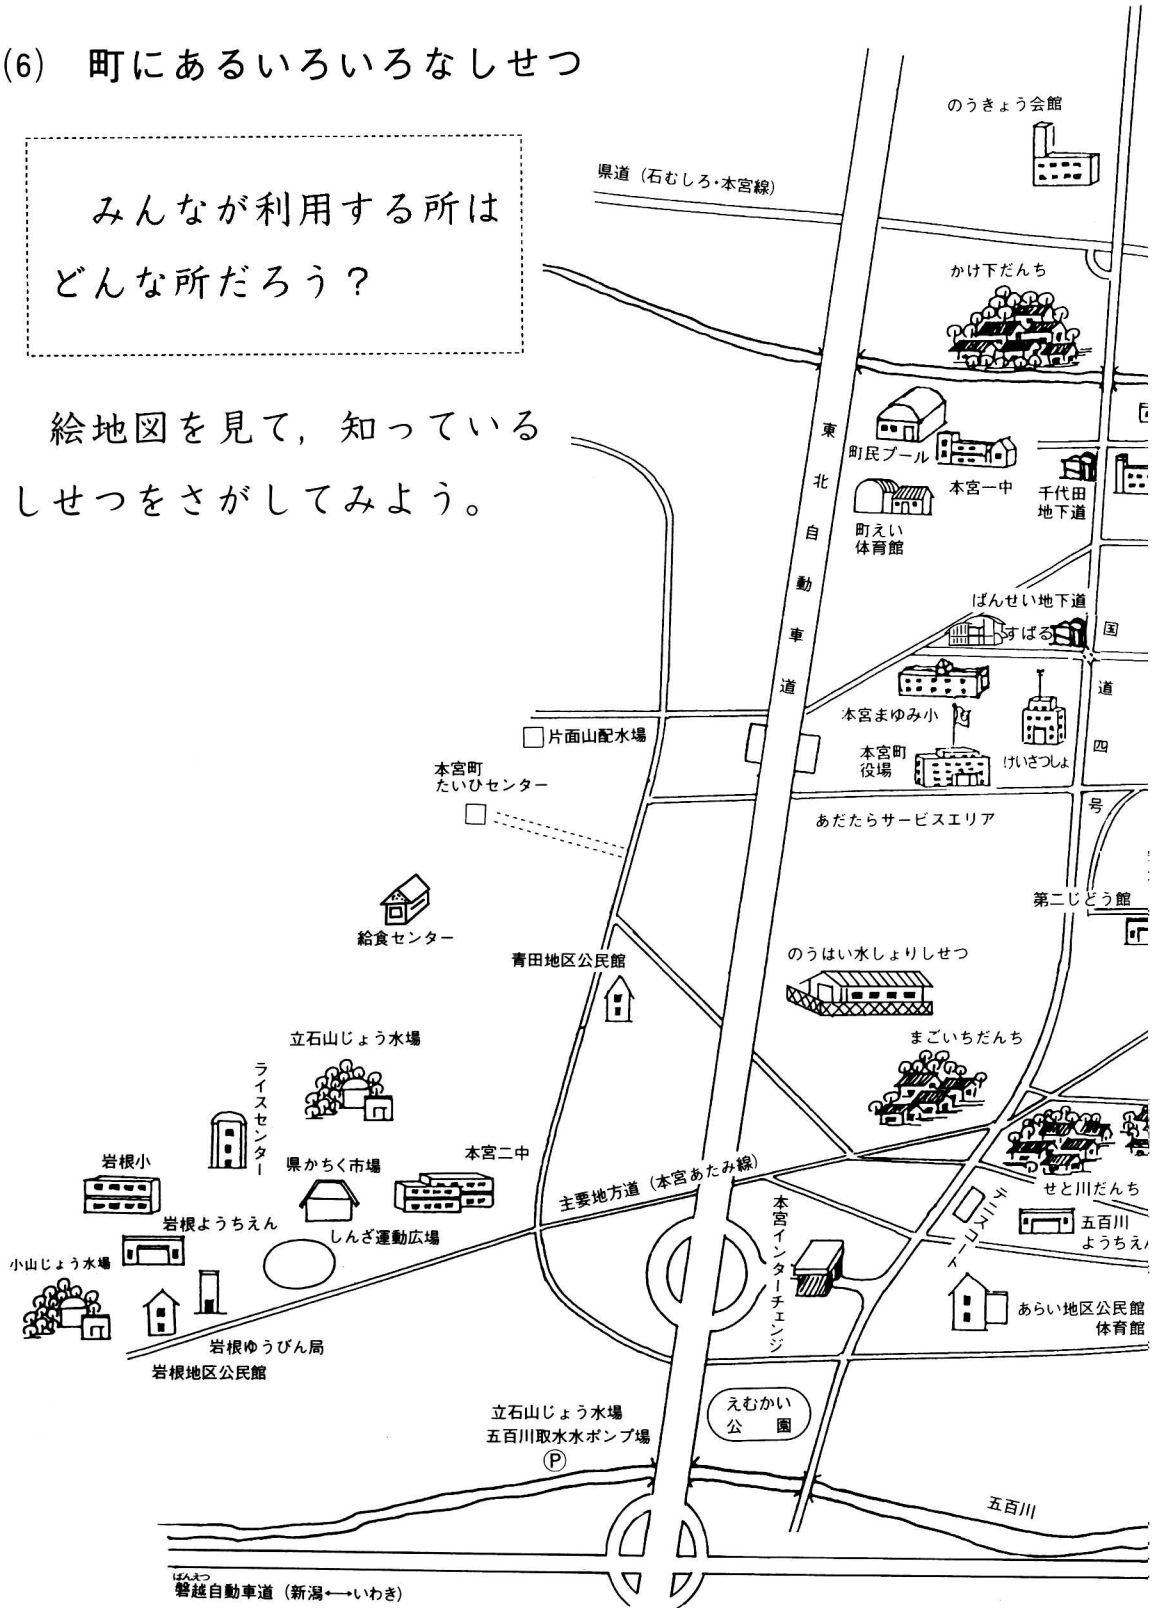 (6) 町にあるいろいろなしせつ
みんなが利用する所は
どんな所だろう？
絵地図を見て，知っている
しせつをさがしてみよう。
のうきょう会館
県道（石むしろ・本宮線）
かけ下だんち
東北自動車道
町民プール
本宮一中
千代田
地下道
町えい
体育館
ばんせい地下道
すばる
国道四号
本宮まゆみ小
片面山配水場
本宮町
役場
けいさつしょ
本宮町
たいひセンター
あだたらサービスエリア
第二じどう館
給食センター
青田地区公民館
のうはい水しょりしせつ
立石山じょう水場
まごいちだんち
ライスセンター
岩根小
県かちく市場
本宮二中
主要地方道（本宮あたみ線）
せと川だんち
テニスコート
岩根ようちえん
しんざ運動広場
本宮インターチェンジ
五百川
ようちえん
小山じょう水場
あらい地区公民館
体育館
岩根ゆうびん局
岩根地区公民館
えむかい
公園
立石山じょう水場
五百川取水水ポンプ場
P
五百川
ばんえつ
磐越自動車道（新潟←→いわき）